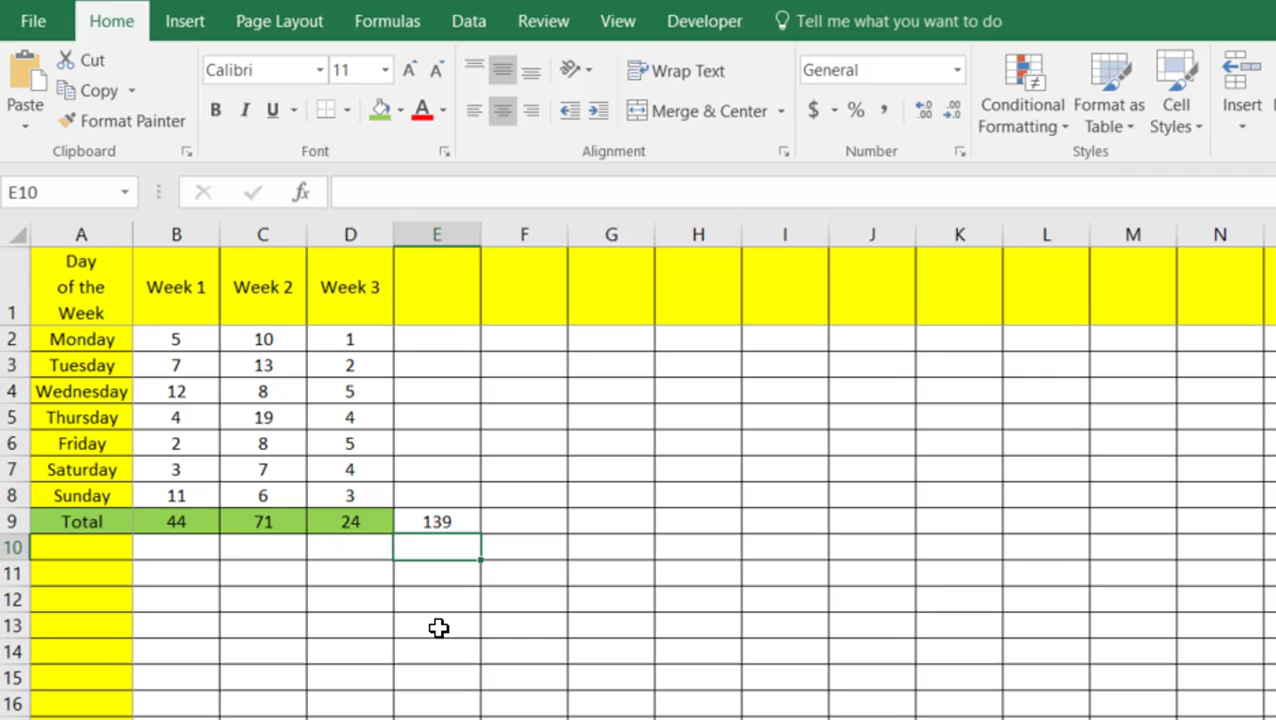 File Home Insert Page Layout Formulas Data Review View Developer Tell me what you want to do
Cut
Copy
Format Painter
Paste
Clipboard
Calibri 11
B I U
Font
Wrap Text
Merge & Center
Alignment
General
$ % ,
Number
Conditional Formatting
Format as Table
Cell Styles
Styles
Insert
E10 fx
A B C D E F G H I J K L M N
1 Day of the Week Week 1 Week 2 Week 3
2 Monday 5 10 1
3 Tuesday 7 13 2
4 Wednesday 12 8 5
5 Thursday 4 19 4
6 Friday 2 8 5
7 Saturday 3 7 4
8 Sunday 11 6 3
9 Total 44 71 24 139
10
11
12
13
14
15
16